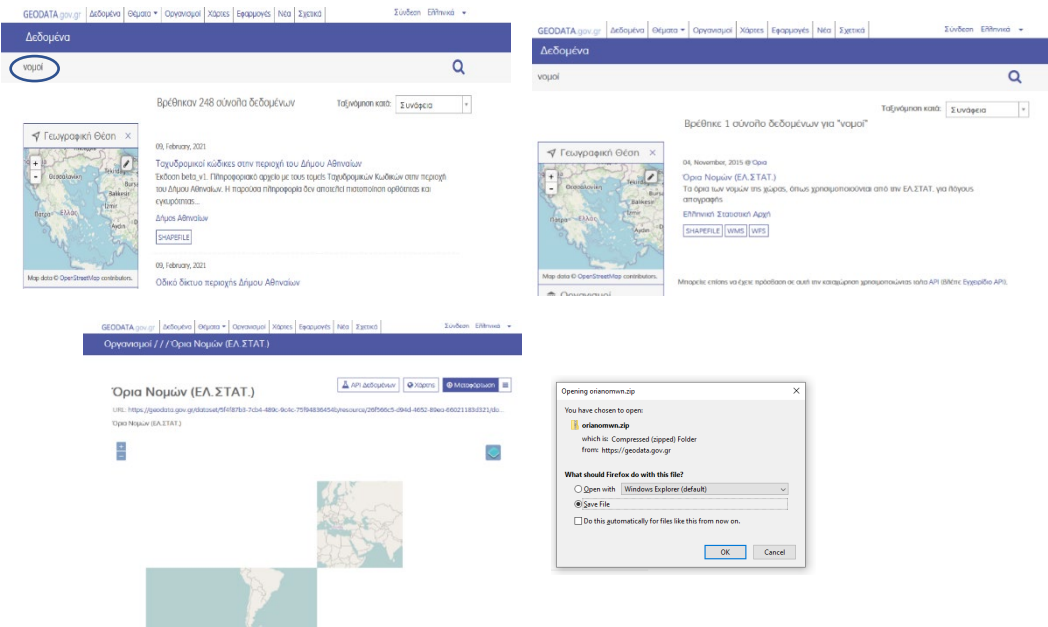 GEODATA.gov.gr Δεδομένα Θέματα Οργανισμοί Χάρτες Εφαρμογές Νέα Σχετικά Σύνδεση Ελληνικά
Δεδομένα
νομοί
Βρέθηκαν 248 σύνολα δεδομένων Ταξινόμηση κατά: Συνάφεια
Γεωγραφική Θέση ×
+
-
Map data © OpenStreetMap contributors.
09, February, 2021
Ταχυδρομικοί κώδικες στην περιοχή του Δήμου Αθηναίων
Έκδοση beta_v1. Πληροφοριακό αρχείο με τους τομείς Ταχυδρομικών Κωδικών στην περιοχή
του Δήμου Αθηναίων. Η παρούσα πληροφορία δεν αποτελεί πιστοποίηση ορθότητας και
εγκυρότητας...
Δήμος Αθηναίων
SHAPEFILE
09, February, 2021
Οδικό δίκτυο περιοχής Δήμου Αθηναίων
GEODATA.gov.gr Δεδομένα Θέματα Οργανισμοί Χάρτες Εφαρμογές Νέα Σχετικά Σύνδεση Ελληνικά
Δεδομένα
νομοί
Ταξινόμηση κατά: Συνάφεια
Βρέθηκε 1 σύνολο δεδομένων για "νομοί"
Γεωγραφική Θέση ×
+
-
Map data © OpenStreetMap contributors.
Οργανισμοί
04, November, 2015 @ Όρια
Όρια Νομών (ΕΛ.ΣΤΑΤ.)
Τα όρια των νομών της χώρας, όπως χρησιμοποιούνται από την ΕΛ.ΣΤΑΤ. για λόγους
απογραφής
Ελληνική Στατιστική Αρχή
SHAPEFILE WMS WFS
Μπορείτε επίσης να έχετε πρόσβαση σε αυτή την καταχώρηση χρησιμοποιώντας το/α API (Βλέπε Εγχειρίδιο API).
GEODATA.gov.gr Δεδομένα Θέματα Οργανισμοί Χάρτες Εφαρμογές Νέα Σχετικά Σύνδεση Ελληνικά
Οργανισμοί / / / Όρια Νομών (ΕΛ.ΣΤΑΤ.)
Όρια Νομών (ΕΛ.ΣΤΑΤ.) API Δεδομένων Χάρτης Μεταφόρτωση
URL: https://geodata.gov.gr/dataset/
Όρια Νομών (ΕΛ.ΣΤΑΤ.)
+
-
Opening orianomwn.zip ×
You have chosen to open:
orianomwn.zip
which is: Compressed (zipped) Folder
from: https://geodata.gov.gr
What should Firefox do with this file?
Open with Windows Explorer (default)
Save File
Do this automatically for files like this from now on.
OK Cancel